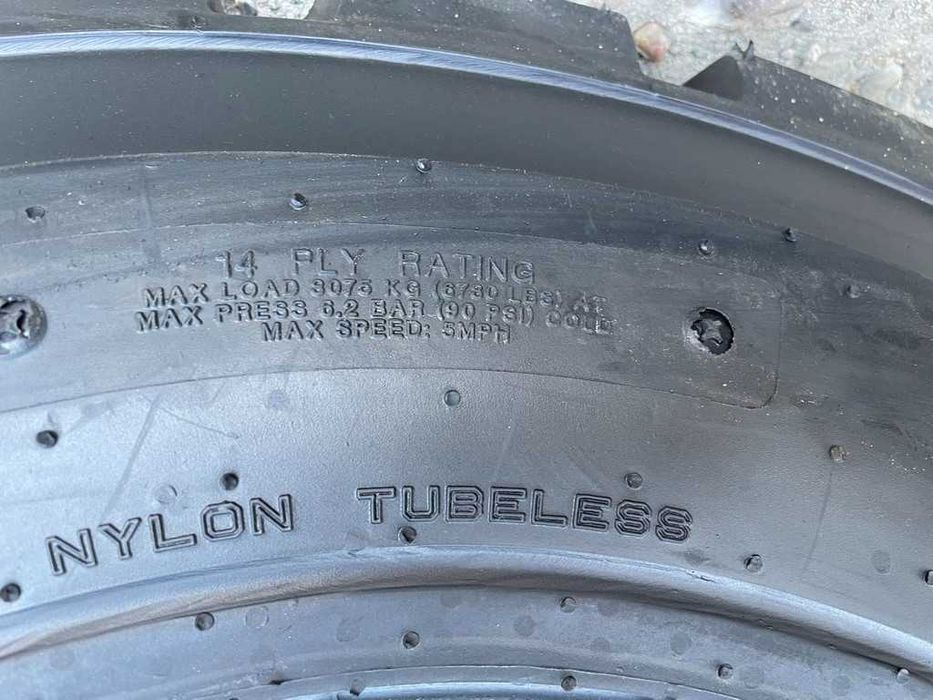 14 PLY RATING
MAX LOAD 3075 KG (6780 LBS) AT
MAX PRESS 6.2 BAR (90 PSI) COLD
MAX SPEED: 5MPH
NYLON TUBELESS